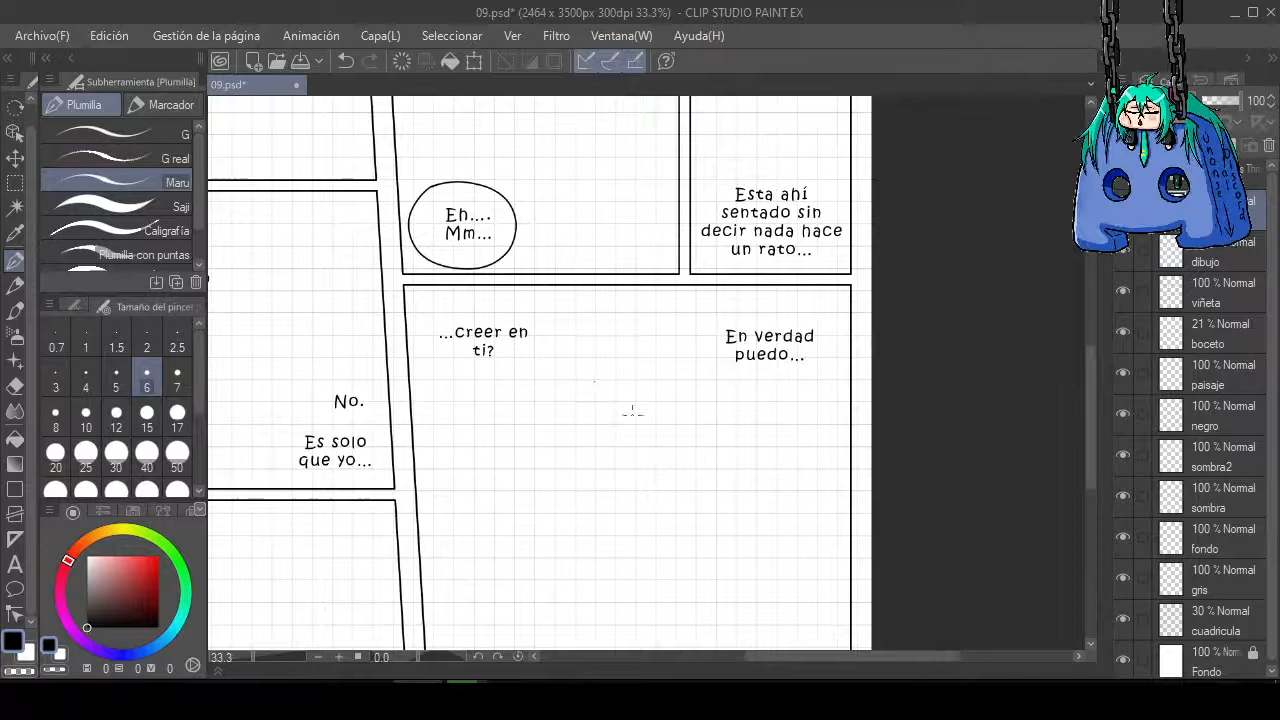 09.psd* (2464 x 3500px 300dpi 33.3%) - CLIP STUDIO PAINT EX
Archivo(F) Edición Gestión de la página Animación Capa(L) Seleccionar Ver Filtro Ventana(W) Ayuda(H)
Subherramienta [Plumilla]
09.psd*
Plumilla Marcador
G
G real
Maru
Saji
Caligrafía
Plumilla con puntas
Tamaño del pincel
0.7 1 1.5 2 2.5
3 4 5 6 7
8 10 12 15 17
20 25 30 40 50
H 0 S 0 V 0
Eh....
Mm...
Esta ahí
sentado sin
decir nada hace
un rato...
...creer en
ti?
En verdad
puedo...
No.
Es solo
que yo...
33.3 0.0
100
dibujo
100 % Normal
viñeta
21 % Normal
boceto
100 % Normal
paisaje
100 % Normal
negro
100 % Normal
sombra2
100 % Normal
sombra
100 % Normal
fondo
100 % Normal
gris
30 % Normal
cuadricula
100 %
Fondo